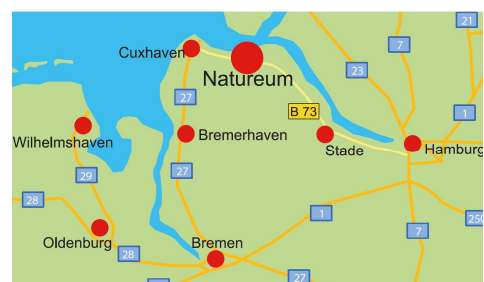 21
7
Cuxhaven
23
Natureum
27
B 73
1
Wilhelmshaven
Bremerhaven
Stade
Hamburg
27
29
28
1
250
Oldenburg
Bremen
7
28
27
1